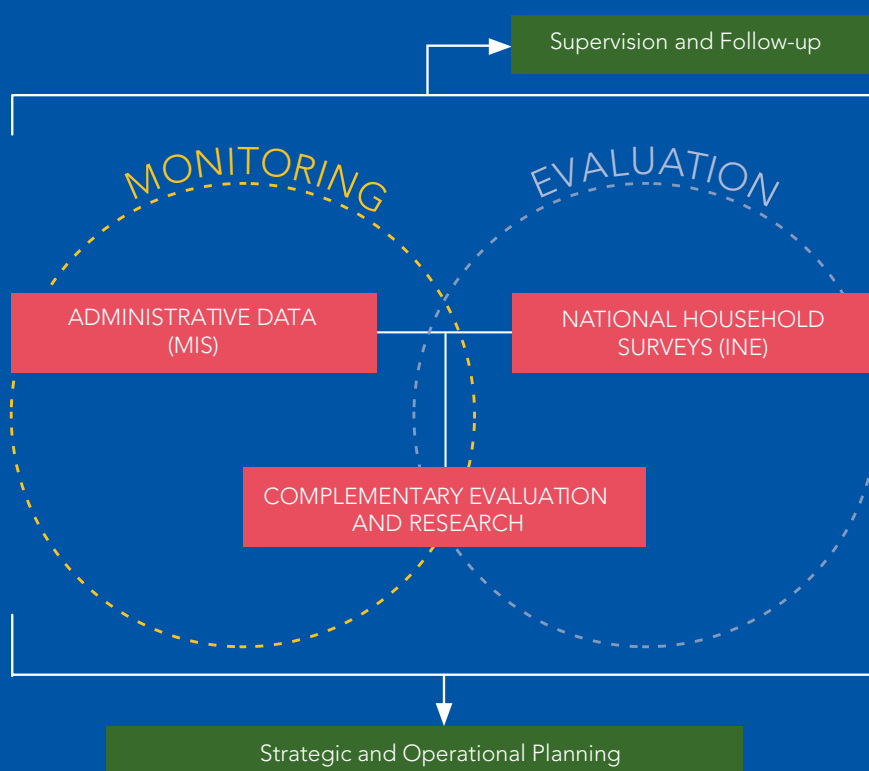 Supervision and Follow-up
MONITORING
EVALUATION
ADMINISTRATIVE DATA
(MIS)
NATIONAL HOUSEHOLD
SURVEYS (INE)
COMPLEMENTARY EVALUATION
AND RESEARCH
Strategic and Operational Planning